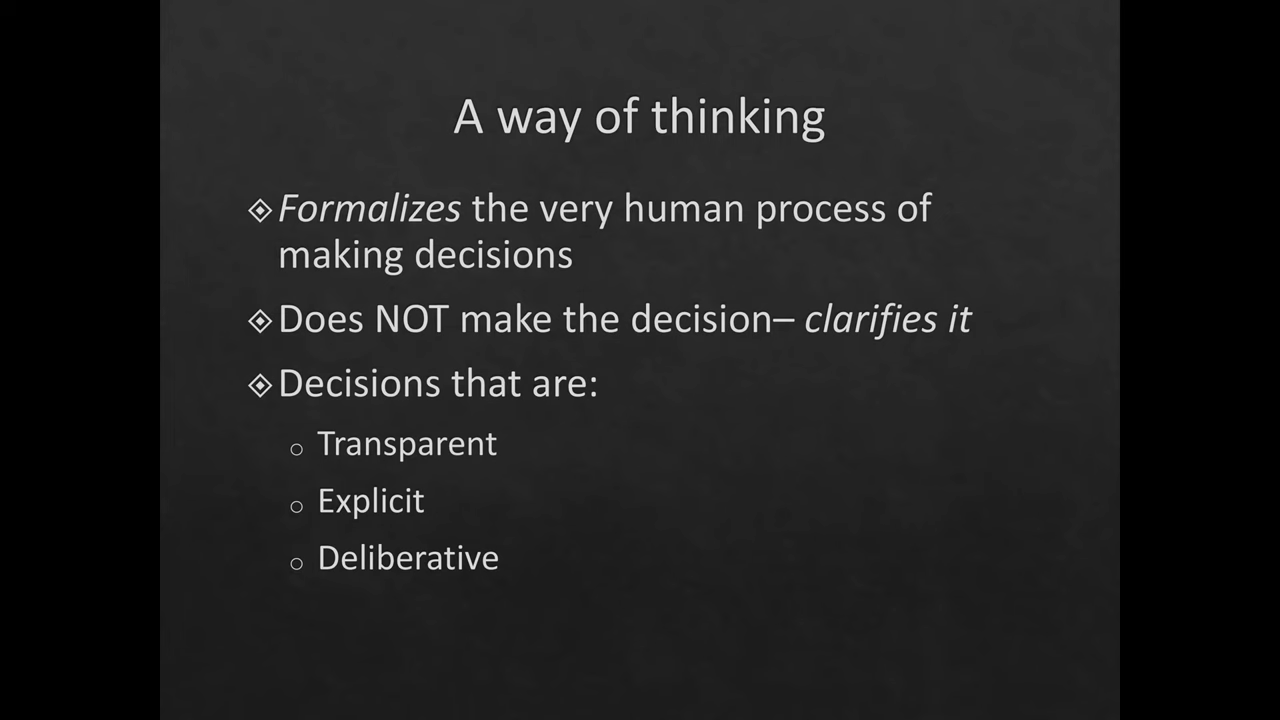 A way of thinking
Formalizes the very human process of
making decisions
Does NOT make the decision– clarifies it
Decisions that are:
Transparent
Explicit
Deliberative